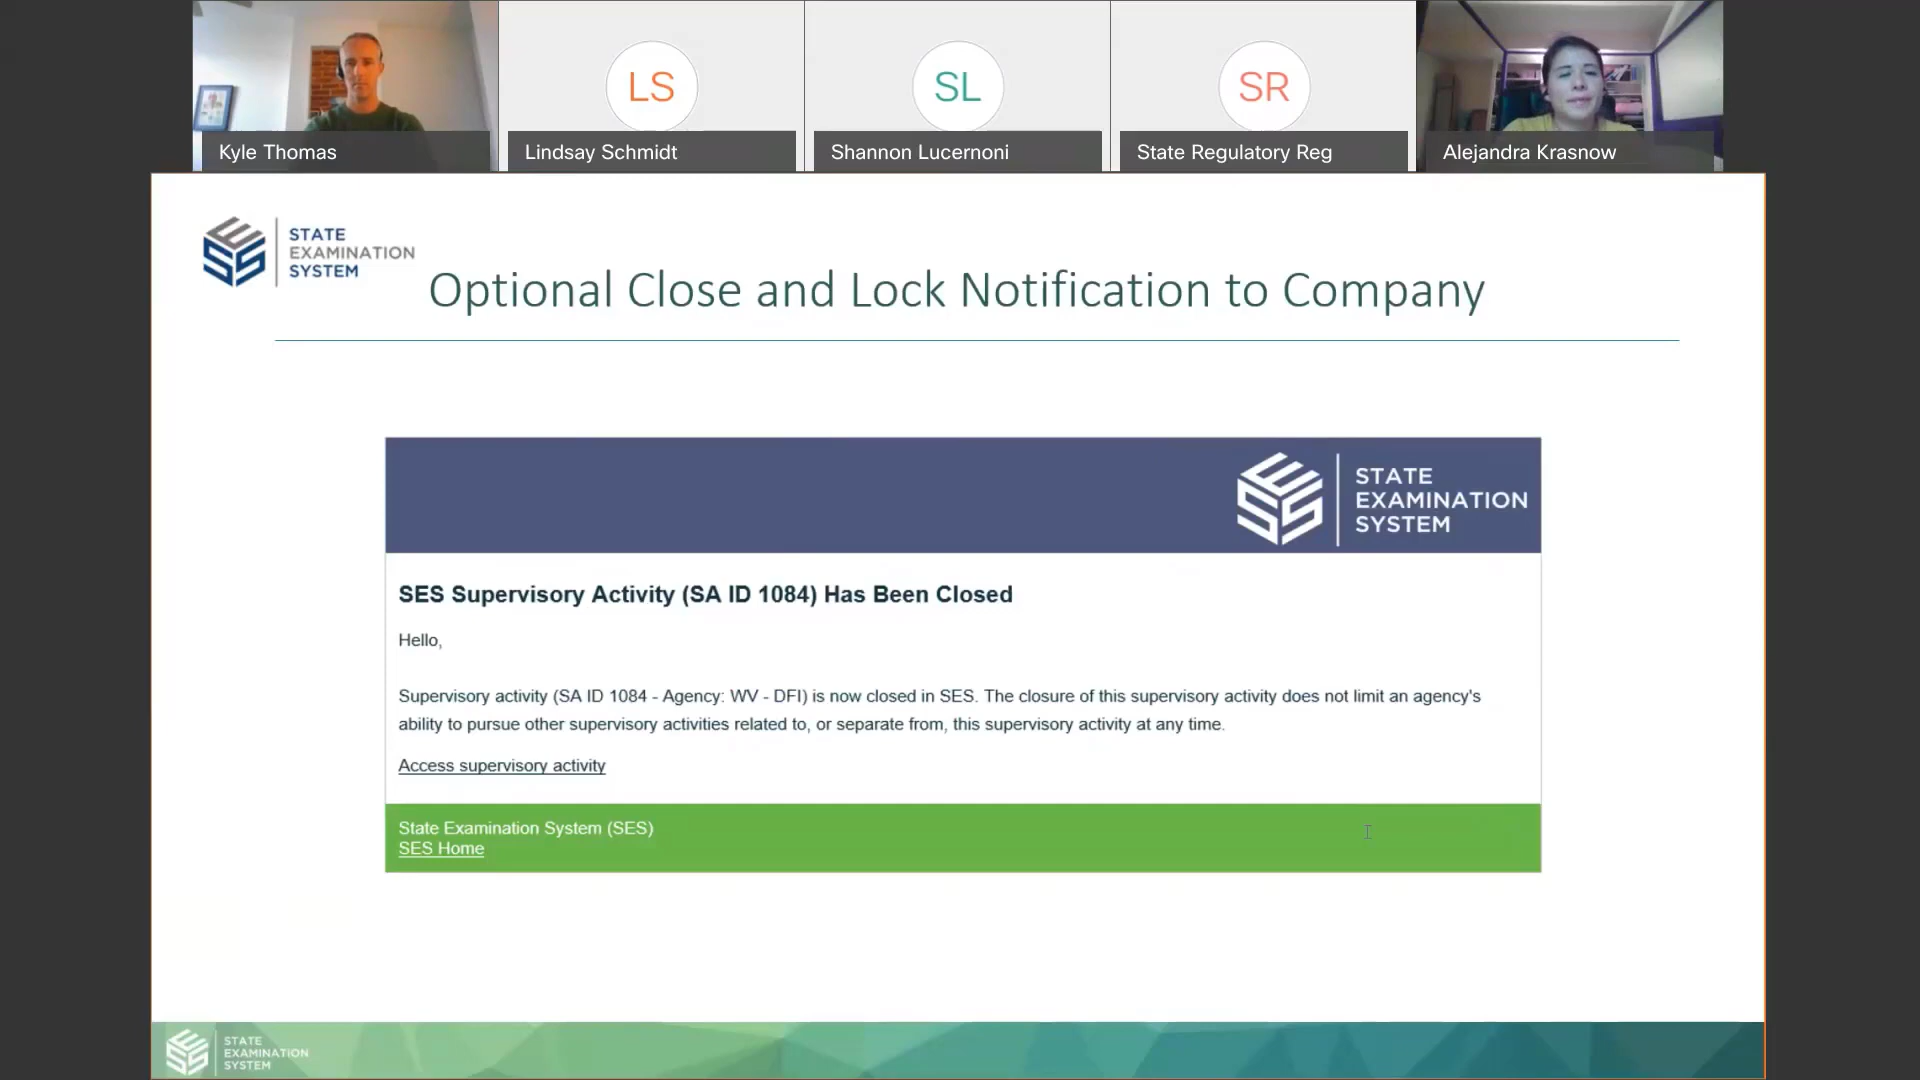 LS
SL
SR
Kyle Thomas
Lindsay Schmidt
Shannon Lucernoni
State Regulatory Reg
Alejandra Krasnow
STATE
EXAMINATION
SYSTEM
Optional Close and Lock Notification to Company
STATE
EXAMINATION
SYSTEM
SES Supervisory Activity (SA ID 1084) Has Been Closed
Hello,
Supervisory activity (SA ID 1084 - Agency: WV - DFI) is now closed in SES. The closure of this supervisory activity does not limit an agency's
ability to pursue other supervisory activities related to, or separate from, this supervisory activity at any time.
Access supervisory activity
State Examination System (SES)
SES Home
STATE
EXAMINATION
SYSTEM